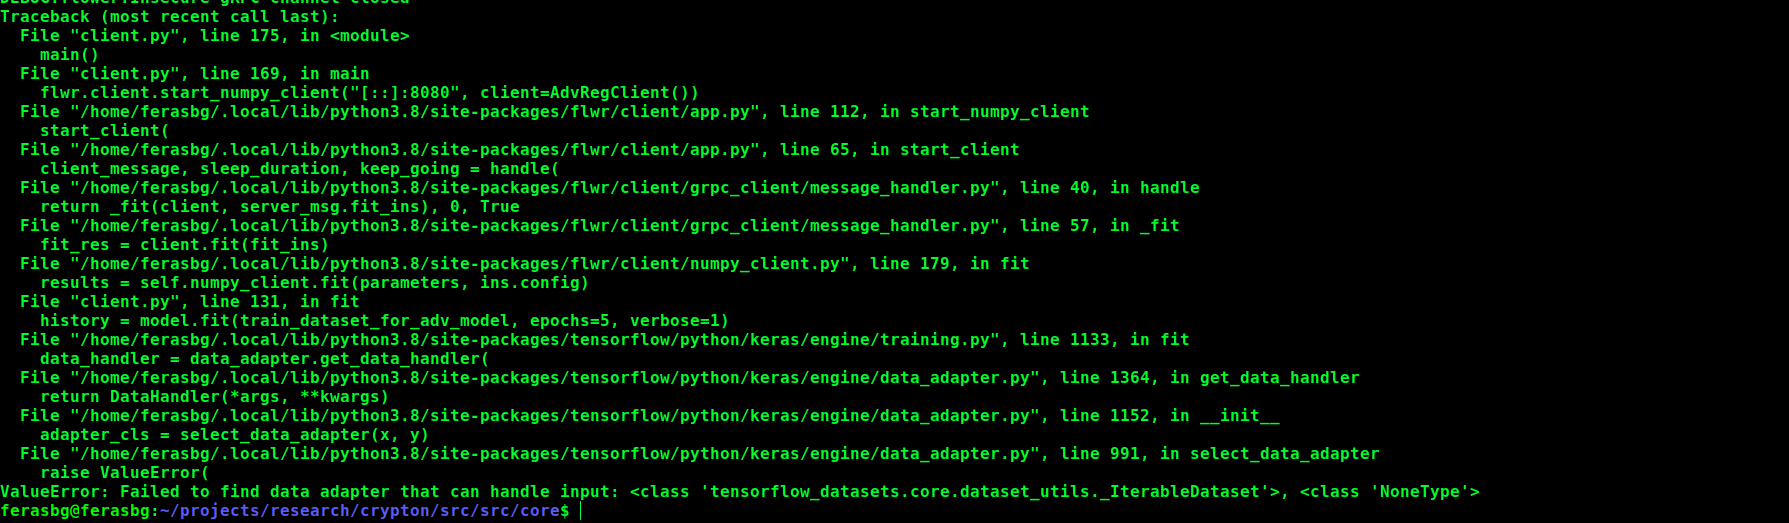 DEBUG:flower:Insecure gRPC channel closed
Traceback (most recent call last):
  File "client.py", line 175, in <module>
    main()
  File "client.py", line 169, in main
    flwr.client.start_numpy_client("[::]:8080", client=AdvRegClient())
  File "/home/ferasbg/.local/lib/python3.8/site-packages/flwr/client/app.py", line 112, in start_numpy_client
    start_client(
  File "/home/ferasbg/.local/lib/python3.8/site-packages/flwr/client/app.py", line 65, in start_client
    client_message, sleep_duration, keep_going = handle(
  File "/home/ferasbg/.local/lib/python3.8/site-packages/flwr/client/grpc_client/message_handler.py", line 40, in handle
    return _fit(client, server_msg.fit_ins), 0, True
  File "/home/ferasbg/.local/lib/python3.8/site-packages/flwr/client/grpc_client/message_handler.py", line 57, in _fit
    fit_res = client.fit(fit_ins)
  File "/home/ferasbg/.local/lib/python3.8/site-packages/flwr/client/numpy_client.py", line 179, in fit
    results = self.numpy_client.fit(parameters, ins.config)
  File "client.py", line 131, in fit
    history = model.fit(train_dataset_for_adv_model, epochs=5, verbose=1)
  File "/home/ferasbg/.local/lib/python3.8/site-packages/tensorflow/python/keras/engine/training.py", line 1133, in fit
    data_handler = data_adapter.get_data_handler(
  File "/home/ferasbg/.local/lib/python3.8/site-packages/tensorflow/python/keras/engine/data_adapter.py", line 1364, in get_data_handler
    return DataHandler(*args, **kwargs)
  File "/home/ferasbg/.local/lib/python3.8/site-packages/tensorflow/python/keras/engine/data_adapter.py", line 1152, in __init__
    adapter_cls = select_data_adapter(x, y)
  File "/home/ferasbg/.local/lib/python3.8/site-packages/tensorflow/python/keras/engine/data_adapter.py", line 991, in select_data_adapter
    raise ValueError(
ValueError: Failed to find data adapter that can handle input: <class 'tensorflow_datasets.core.dataset_utils._IterableDataset'>, <class 'NoneType'>
ferasbg@ferasbg:~/projects/research/crypton/src/src/core$